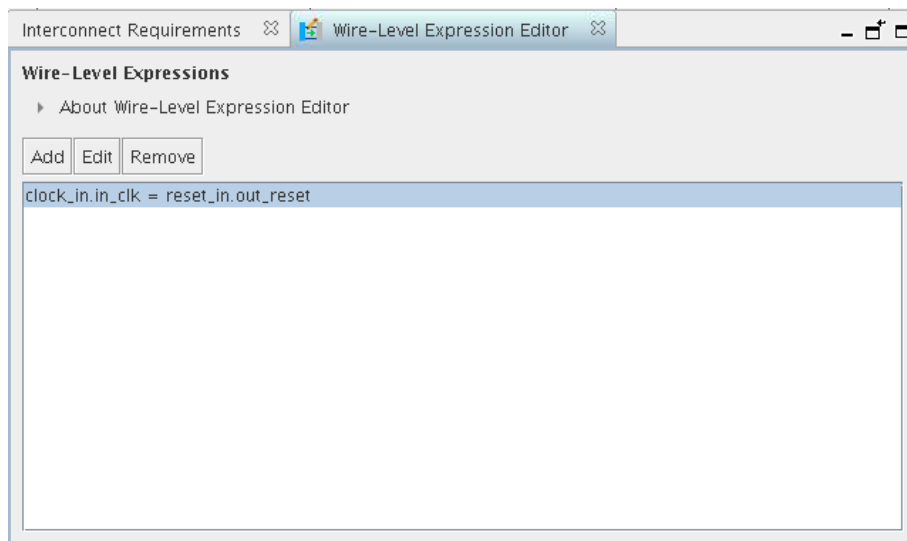 Interconnect Requirements Wire-Level Expression Editor
Wire-Level Expressions
About Wire-Level Expression Editor
Add Edit Remove
clock_in.in_clk = reset_in.out_reset